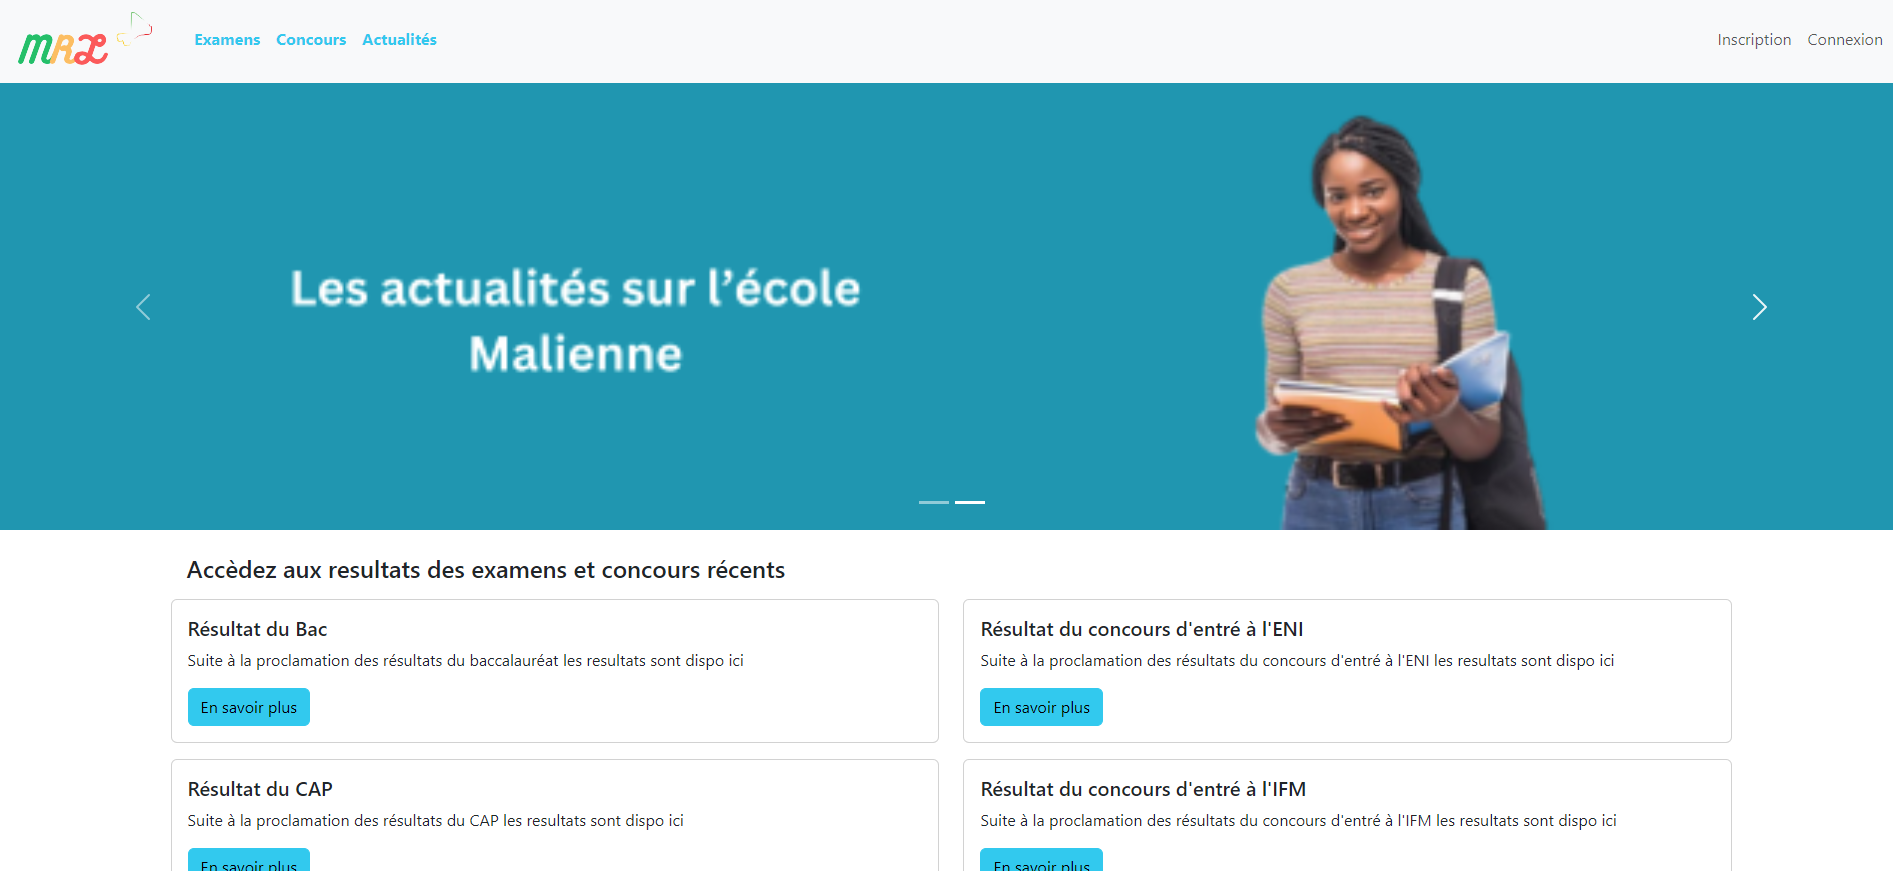 MRX
Examens Concours Actualités Inscription Connexion
Les actualités sur l’école
Malienne
Accèdez aux resultats des examens et concours récents
Résultat du Bac
Suite à la proclamation des résultats du baccalauréat les resultats sont dispo ici
En savoir plus
Résultat du concours d'entré à l'ENI
Suite à la proclamation des résultats du concours d'entré à l'ENI les resultats sont dispo ici
En savoir plus
Résultat du CAP
Suite à la proclamation des résultats du CAP les resultats sont dispo ici
En savoir plus
Résultat du concours d'entré à l'IFM
Suite à la proclamation des résultats du concours d'entré à l'IFM les resultats sont dispo ici
En savoir plus